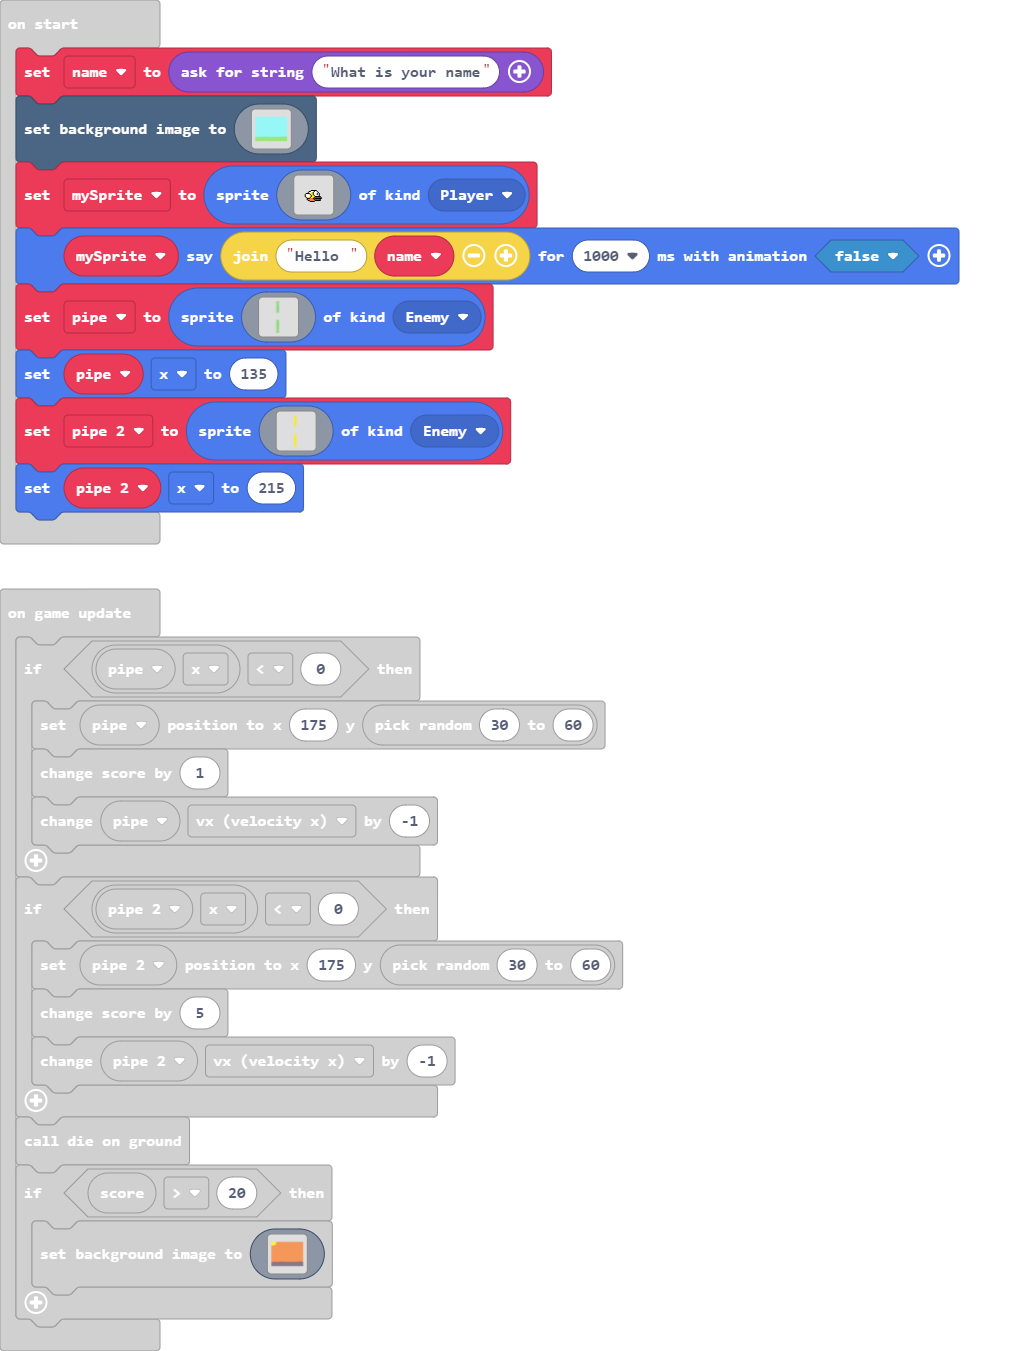 on start
set name to ask for string "What is your name"
set background image to
set mySprite to sprite of kind Player
mySprite say join "Hello " name for 1000 ms with animation false
set pipe to sprite of kind Enemy
set pipe x to 135
set pipe 2 to sprite of kind Enemy
set pipe 2 x to 215
on game update
if pipe x < 0 then
set pipe position to x 175 y pick random 30 to 60
change score by 1
change pipe vx (velocity x) by -1
if pipe 2 x < 0 then
set pipe 2 position to x 175 y pick random 30 to 60
change score by 5
change pipe 2 vx (velocity x) by -1
call die on ground
if score > 20 then
set background image to